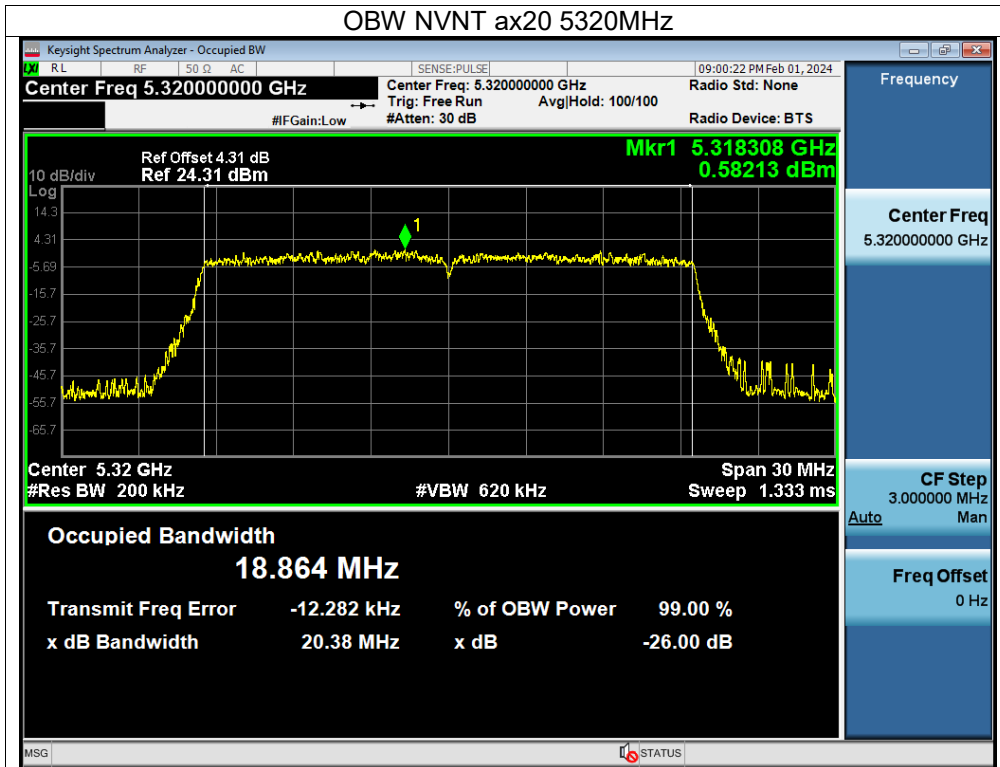 OBW NVNT ax20 5320MHz
Keysight Spectrum Analyzer - Occupied BW
LXI RL RF 50 Ω AC SENSE:PULSE 09:00:22 PM Feb 01, 2024
Center Freq 5.320000000 GHz
Center Freq: 5.320000000 GHz Radio Std: None
Trig: Free Run Avg|Hold: 100/100
#IFGain:Low #Atten: 30 dB Radio Device: BTS
Mkr1 5.318308 GHz
0.58213 dBm
Ref Offset 4.31 dB
10 dB/div Ref 24.31 dBm
Log
14.3
4.31
-5.69
-15.7
-25.7
-35.7
-45.7
-55.7
-65.7
1
Center 5.32 GHz Span 30 MHz
#Res BW 200 kHz #VBW 620 kHz Sweep 1.333 ms
Occupied Bandwidth
18.864 MHz
Transmit Freq Error -12.282 kHz % of OBW Power 99.00 %
x dB Bandwidth 20.38 MHz x dB -26.00 dB
Frequency
Center Freq
5.320000000 GHz
CF Step
3.000000 MHz
Auto Man
Freq Offset
0 Hz
MSG STATUS